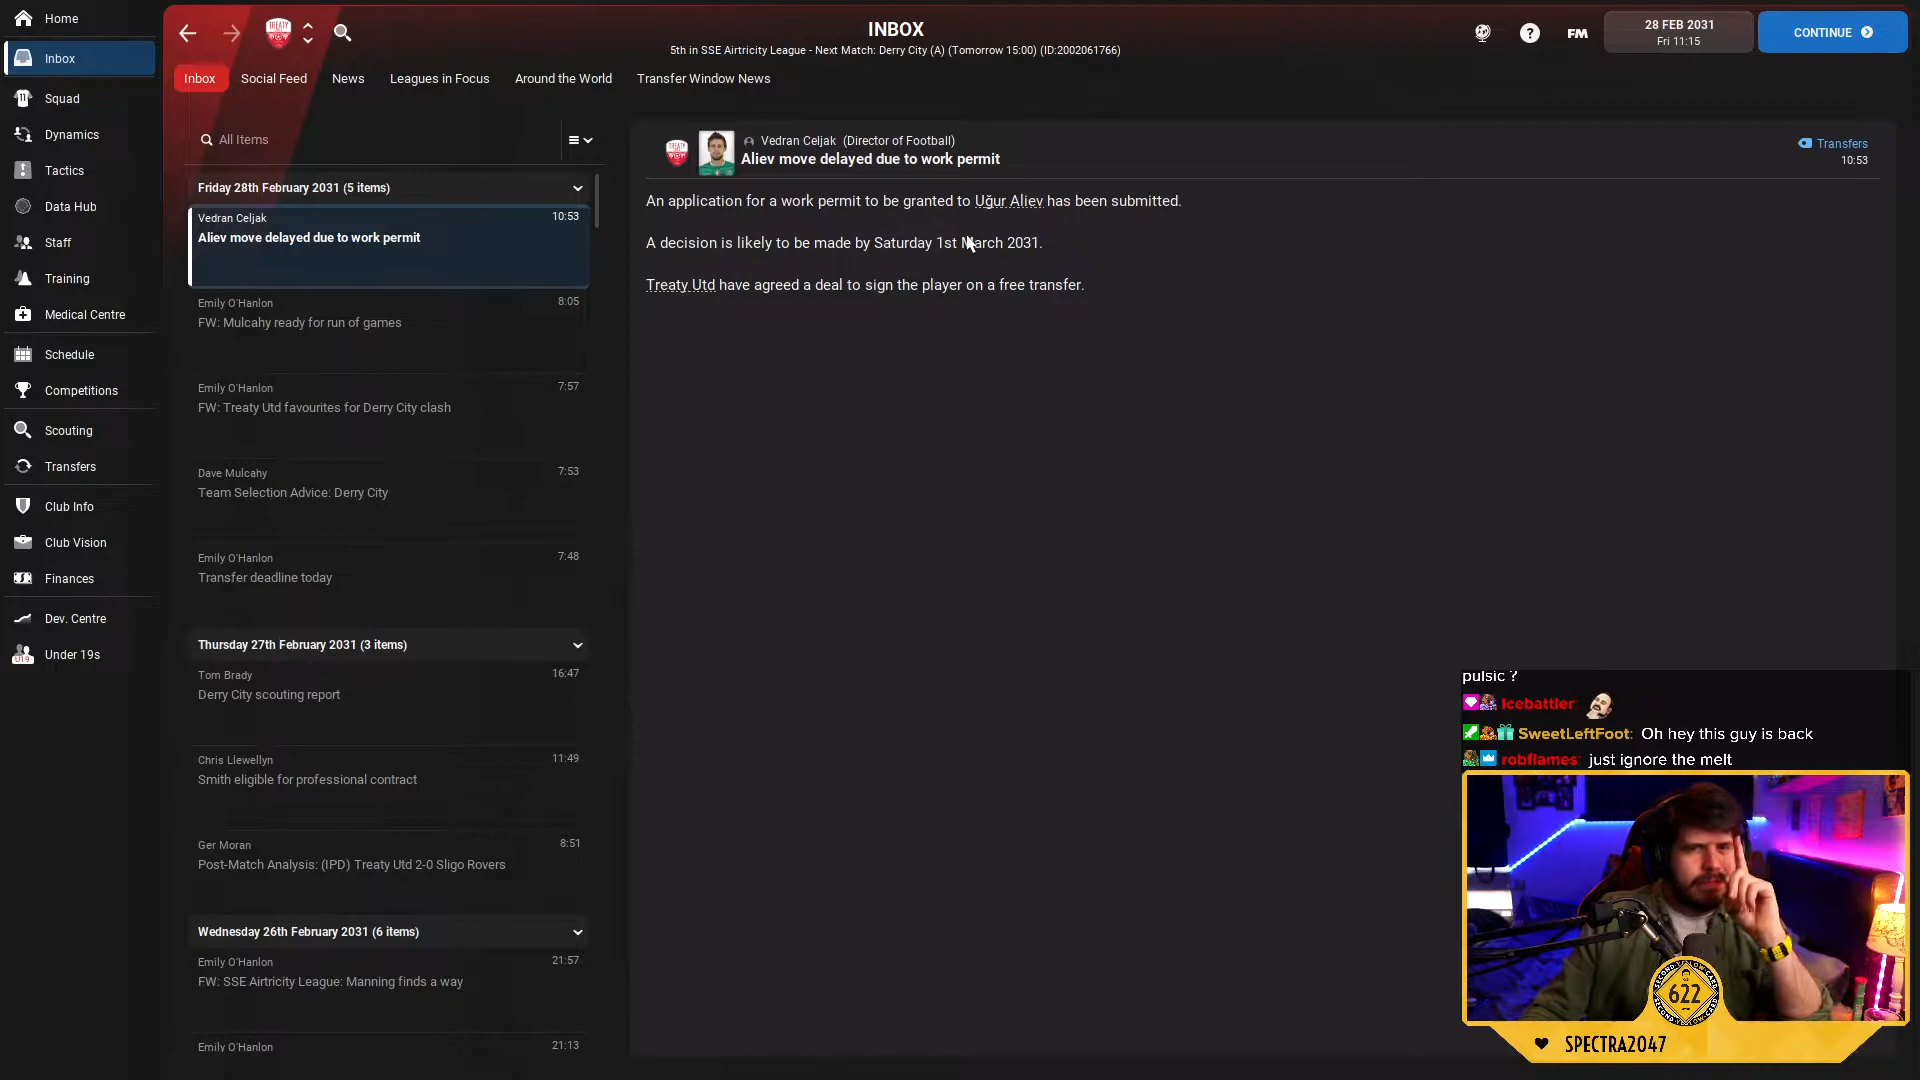 Home
Inbox
Squad
Dynamics
Tactics
Data Hub
Staff
Training
Medical Centre
Schedule
Competitions
Scouting
Transfers
Club Info
Club Vision
Finances
Dev. Centre
Under 19s
TREATY
INBOX
5th in SSE Airtricity League - Next Match: Derry City (A) (Tomorrow 15:00) (ID:2002061766)
?
FM
28 FEB 2031
Fri 11:15
CONTINUE
Inbox
Social Feed
News
Leagues in Focus
Around the World
Transfer Window News
All Items
Friday 28th February 2031 (5 items)
Vedran Celjak 10:53
Aliev move delayed due to work permit
Emily O'Hanlon 8:05
FW: Mulcahy ready for run of games
Emily O'Hanlon 7:57
FW: Treaty Utd favourites for Derry City clash
Dave Mulcahy 7:53
Team Selection Advice: Derry City
Emily O'Hanlon 7:48
Transfer deadline today
Thursday 27th February 2031 (3 items)
Tom Brady 16:47
Derry City scouting report
Chris Llewellyn 11:49
Smith eligible for professional contract
Ger Moran 8:51
Post-Match Analysis: (IPD) Treaty Utd 2-0 Sligo Rovers
Wednesday 26th February 2031 (6 items)
Emily O'Hanlon 21:57
FW: SSE Airtricity League: Manning finds a way
Emily O'Hanlon 21:13
Vedran Celjak (Director of Football)
Aliev move delayed due to work permit
Transfers
10:53
An application for a work permit to be granted to Uğur Aliev has been submitted.
A decision is likely to be made by Saturday 1st March 2031.
Treaty Utd have agreed a deal to sign the player on a free transfer.
pulsic ?
Icebattler:
SweetLeftFoot: Oh hey this guy is back
robflames: just ignore the melt
SECOND YELLOW CARD
622
SPECTRA2047